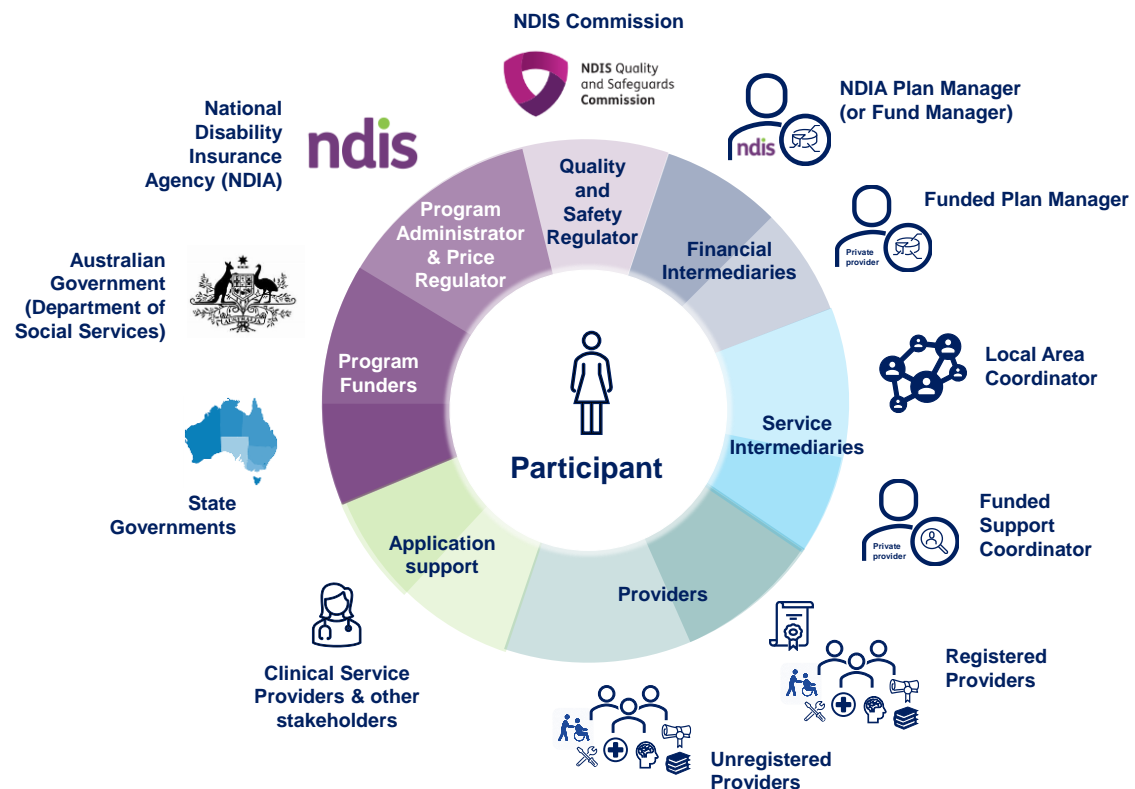 NDIS Commission
NDIS Quality
and Safeguards
Commission
NDIA Plan Manager
(or Fund Manager)
ndis
National
Disability
Insurance
Agency (NDIA)
ndis
Quality
and
Safety
Regulator
Funded Plan Manager
Private
provider
Program
Administrator
& Price
Regulator
Financial
Intermediaries
Australian
Government
(Department of
Social Services)
AUSTRALIA
Program
Funders
Local Area
Coordinator
Participant
Service
Intermediaries
State
Governments
Funded
Support
Coordinator
Private
provider
Application
support
Providers
Clinical Service
Providers & other
stakeholders
Registered
Providers
Unregistered
Providers